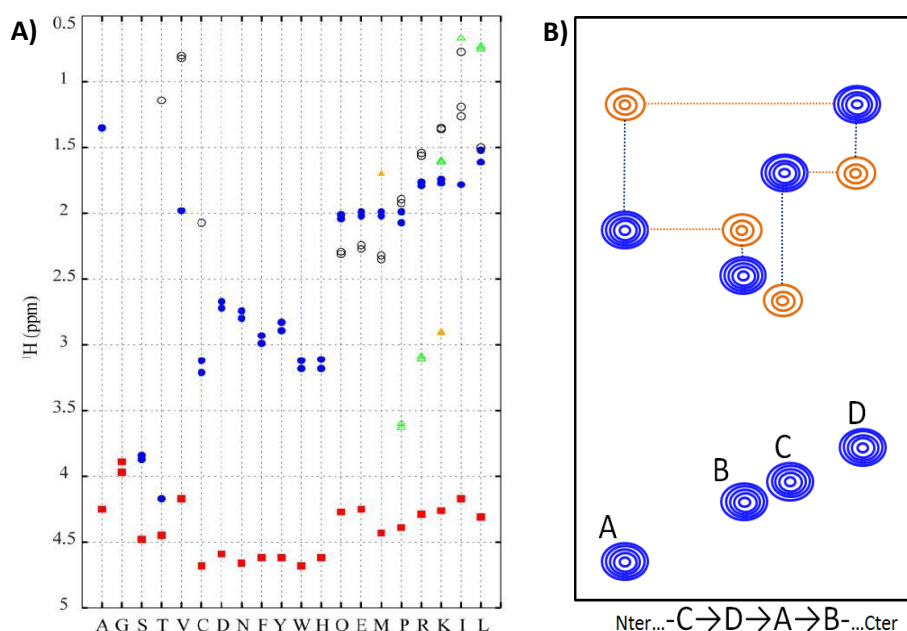 A)
0.5
1
1.5
2
2.5
3
3.5
4
4.5
5
¹H (ppm)
A G S T V C D N F Y W H Q E M P R K I L
B)
D
C
B
A
Nter...-C→D→A→B-...Cter